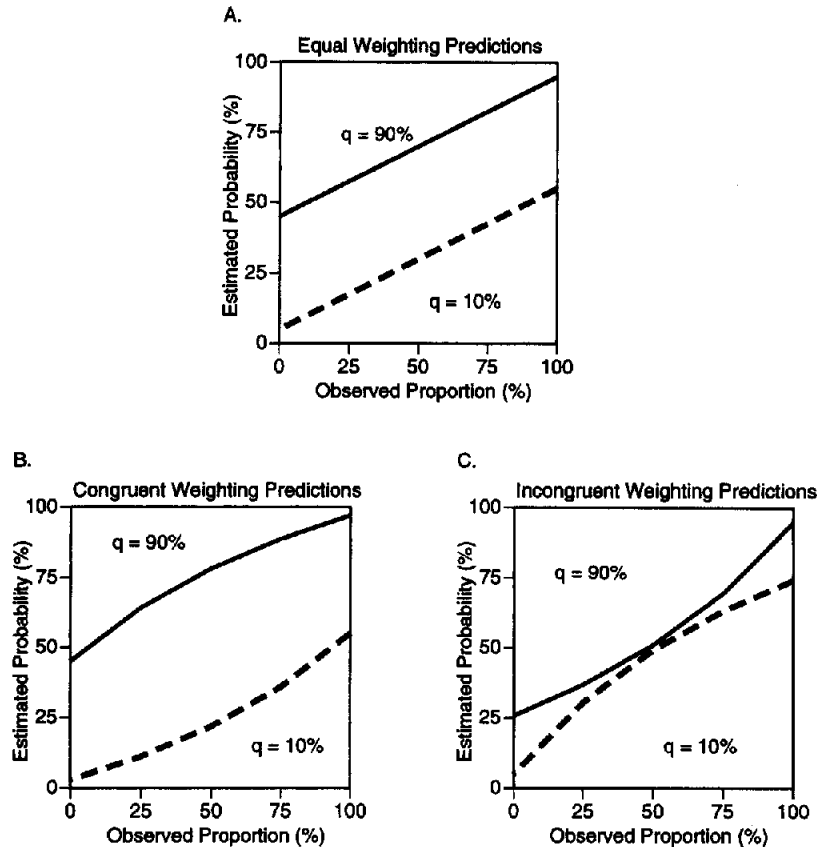 A.
Equal Weighting Predictions
100
75
50
25
0
Estimated Probability (%)
q = 90%
q = 10%
0 25 50 75 100
Observed Proportion (%)
B.
Congruent Weighting Predictions
100
75
50
25
0
Estimated Probability (%)
q = 90%
q = 10%
0 25 50 75 100
Observed Proportion (%)
C.
Incongruent Weighting Predictions
100
75
50
25
0
Estimated Probability (%)
q = 90%
q = 10%
0 25 50 75 100
Observed Proportion (%)